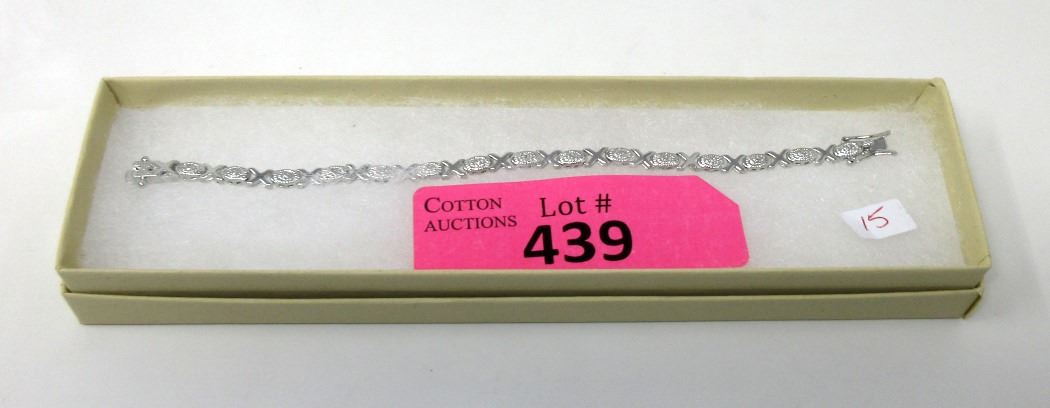 COTTON
AUCTIONS
Lot #
439
15